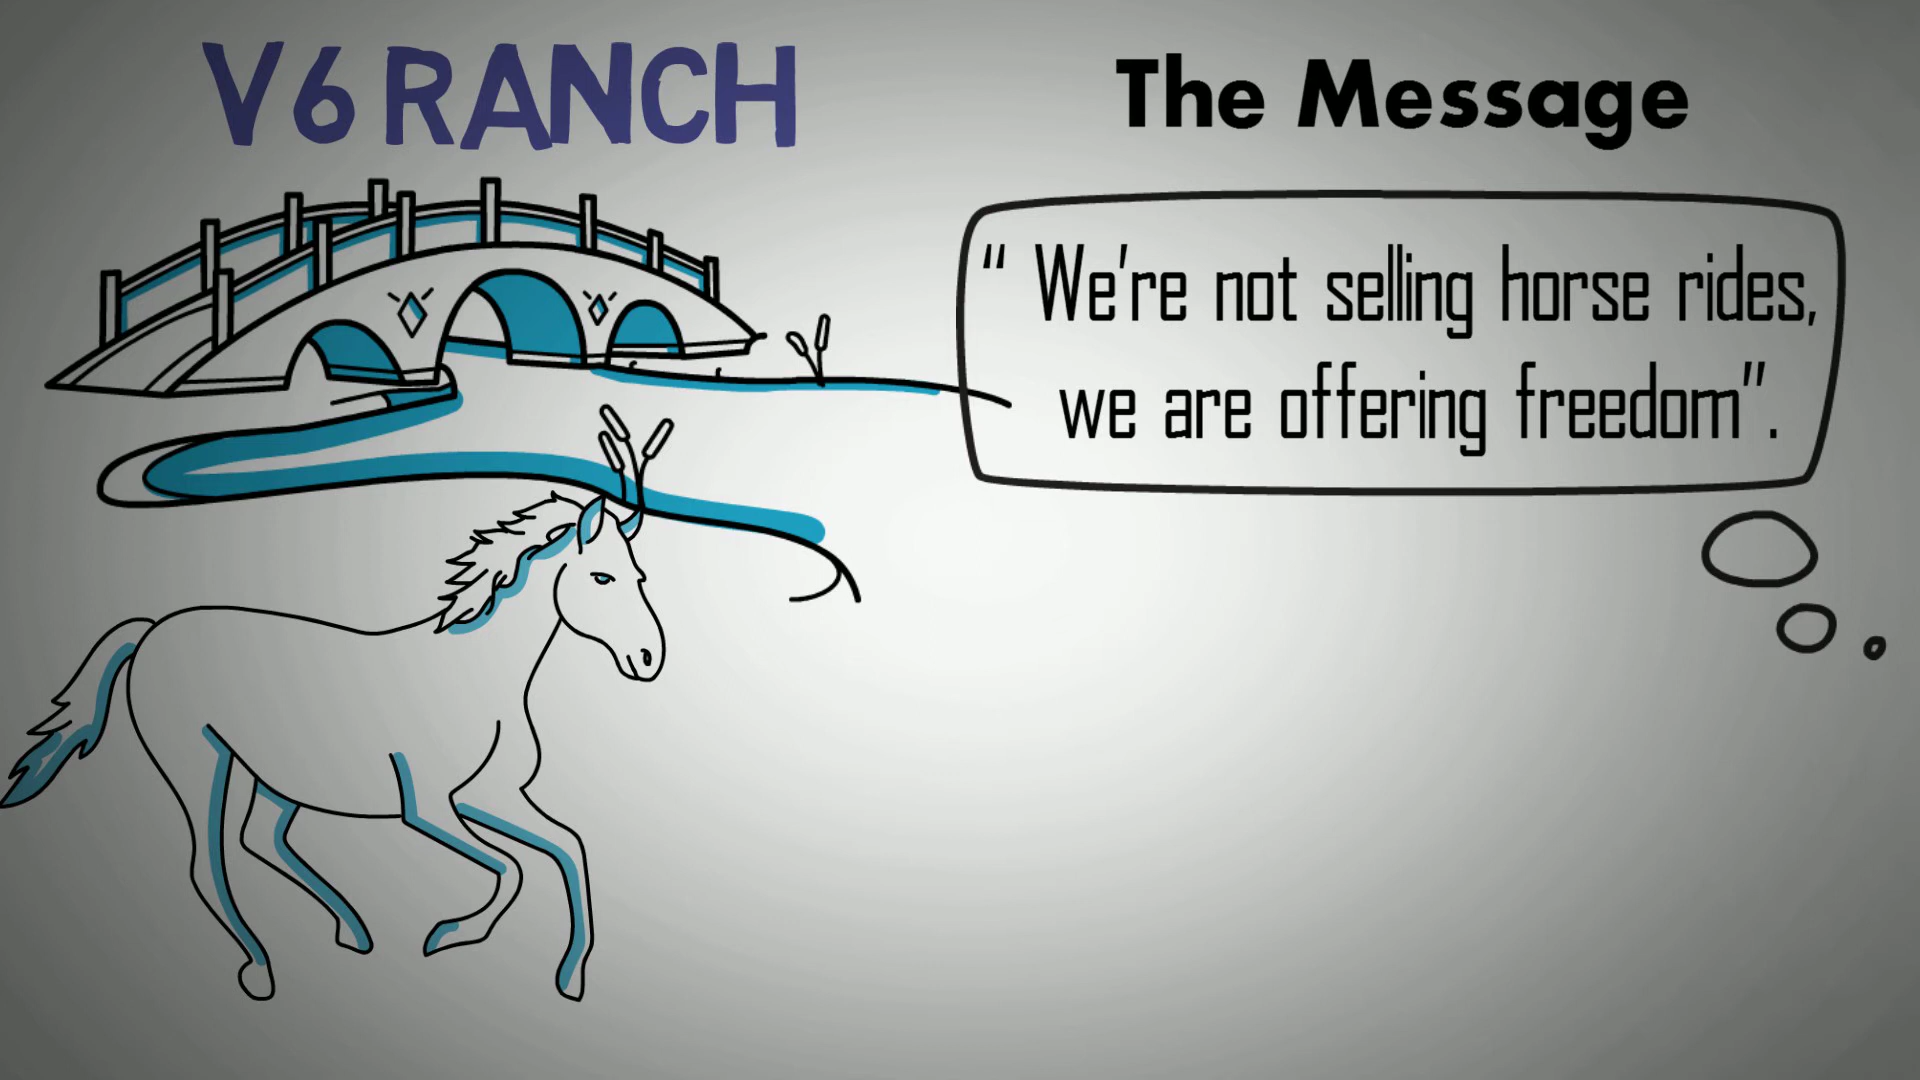 V6 RANCH
The Message
“ We're not selling horse rides,
we are offering freedom”.